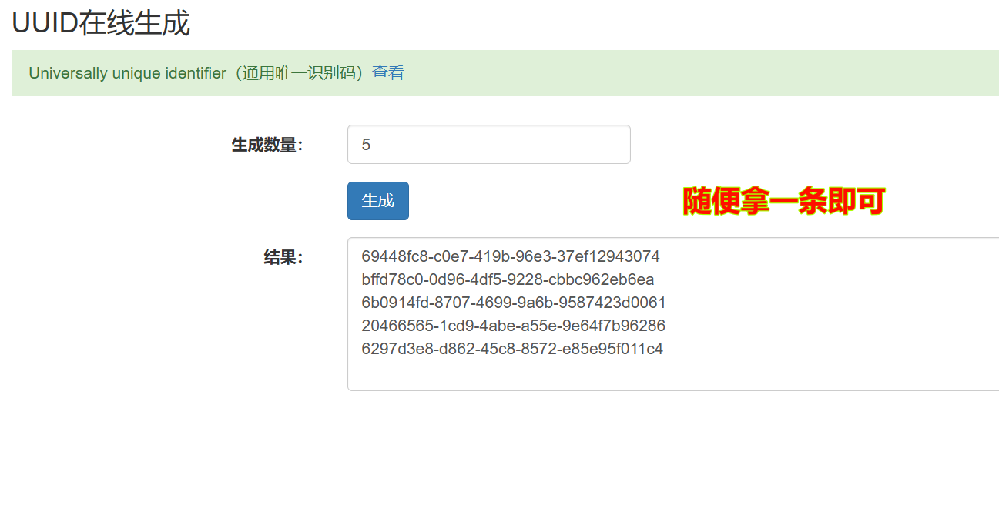 UUID在线生成
Universally unique identifier（通用唯一识别码）查看
生成数量：
5
生成
随便拿一条即可
结果：
69448fc8-c0e7-419b-96e3-37ef12943074
bffd78c0-0d96-4df5-9228-cbbc962eb6ea
6b0914fd-8707-4699-9a6b-9587423d0061
20466565-1cd9-4abe-a55e-9e64f7b96286
6297d3e8-d862-45c8-8572-e85e95f011c4